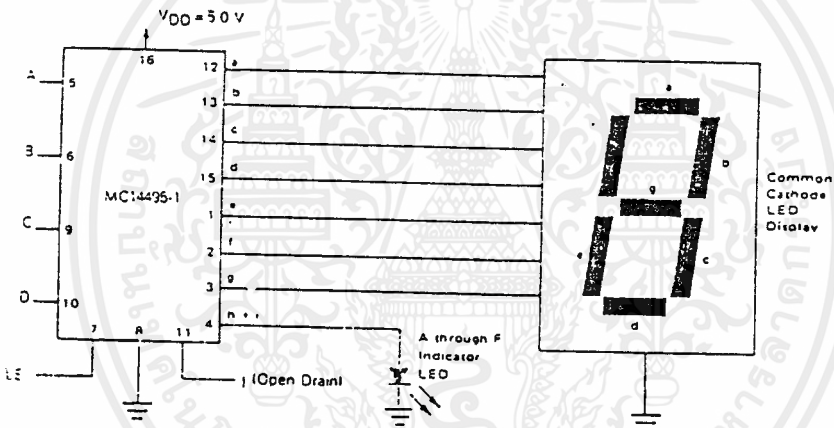 VDD = 5.0 V
16
A
5
B
6
C
9
D
10
MC14495-1
7
8
11
LE
(Open Drain)
12
a
13
b
14
c
15
d
1
e
2
f
3
g
4
h + i
A through F
Indicator
LED
a
b
g
e
c
d
Common
Cathode
LED
Display